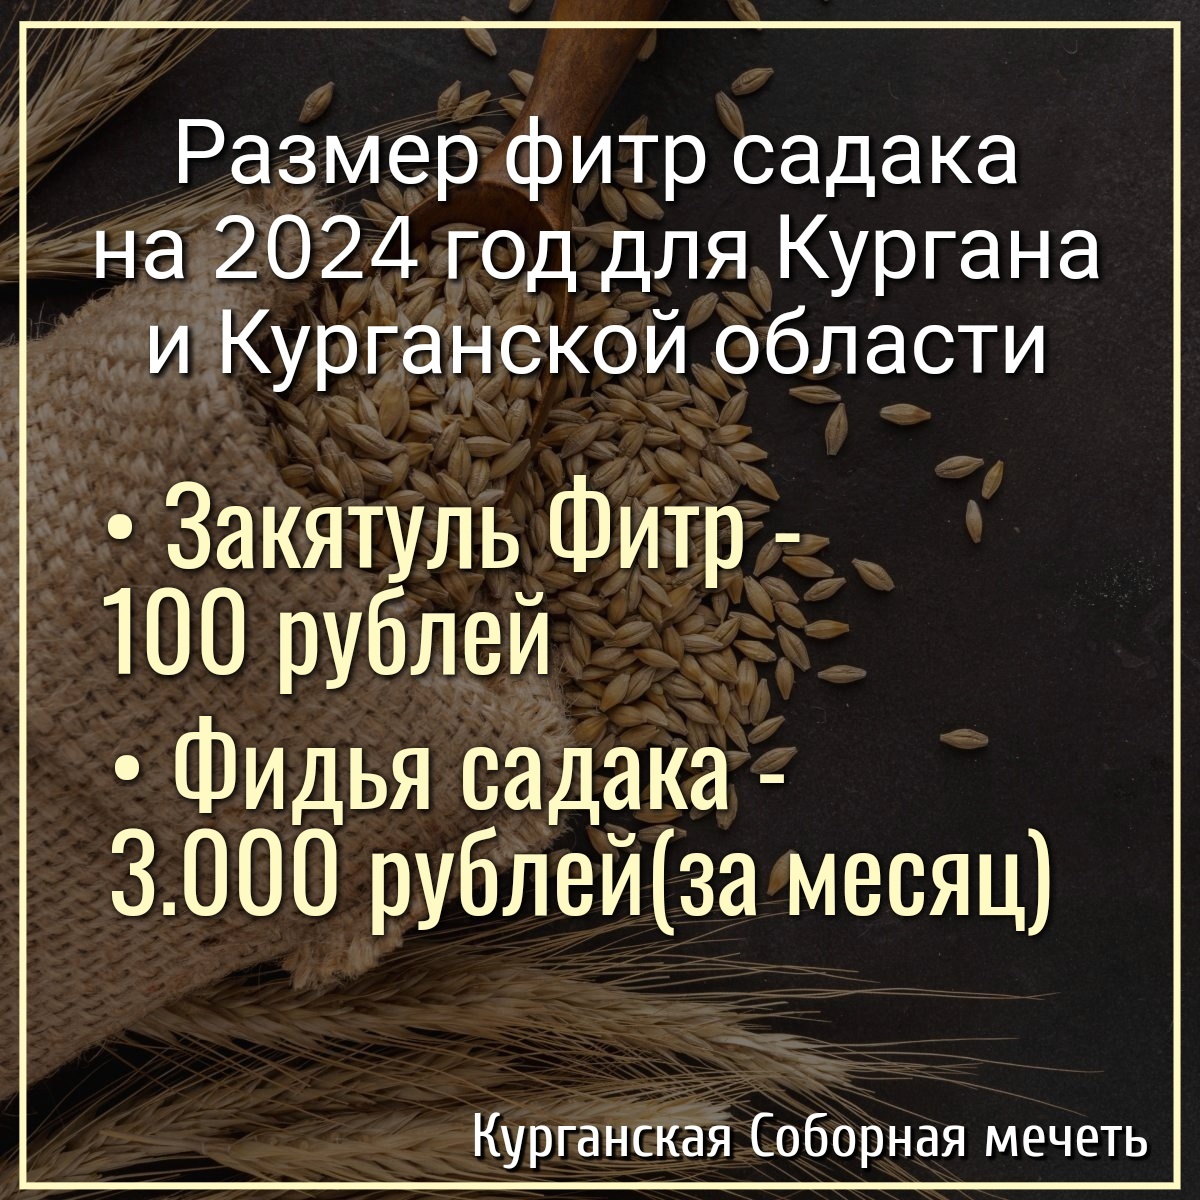 Размер фитр садака
на 2024 год для Кургана
и Курганской области
• Закятуль Фитр -
100 рублей
• Фидья садака -
3.000 рублей(за месяц)
Курганская Соборная мечеть